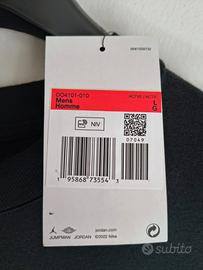 DO4101-010
Mens
Homme
L
G
NIV
07049
1 95868 73554 3
jordan.com
JUMPMAN JORDAN ©2022 Nike
subito